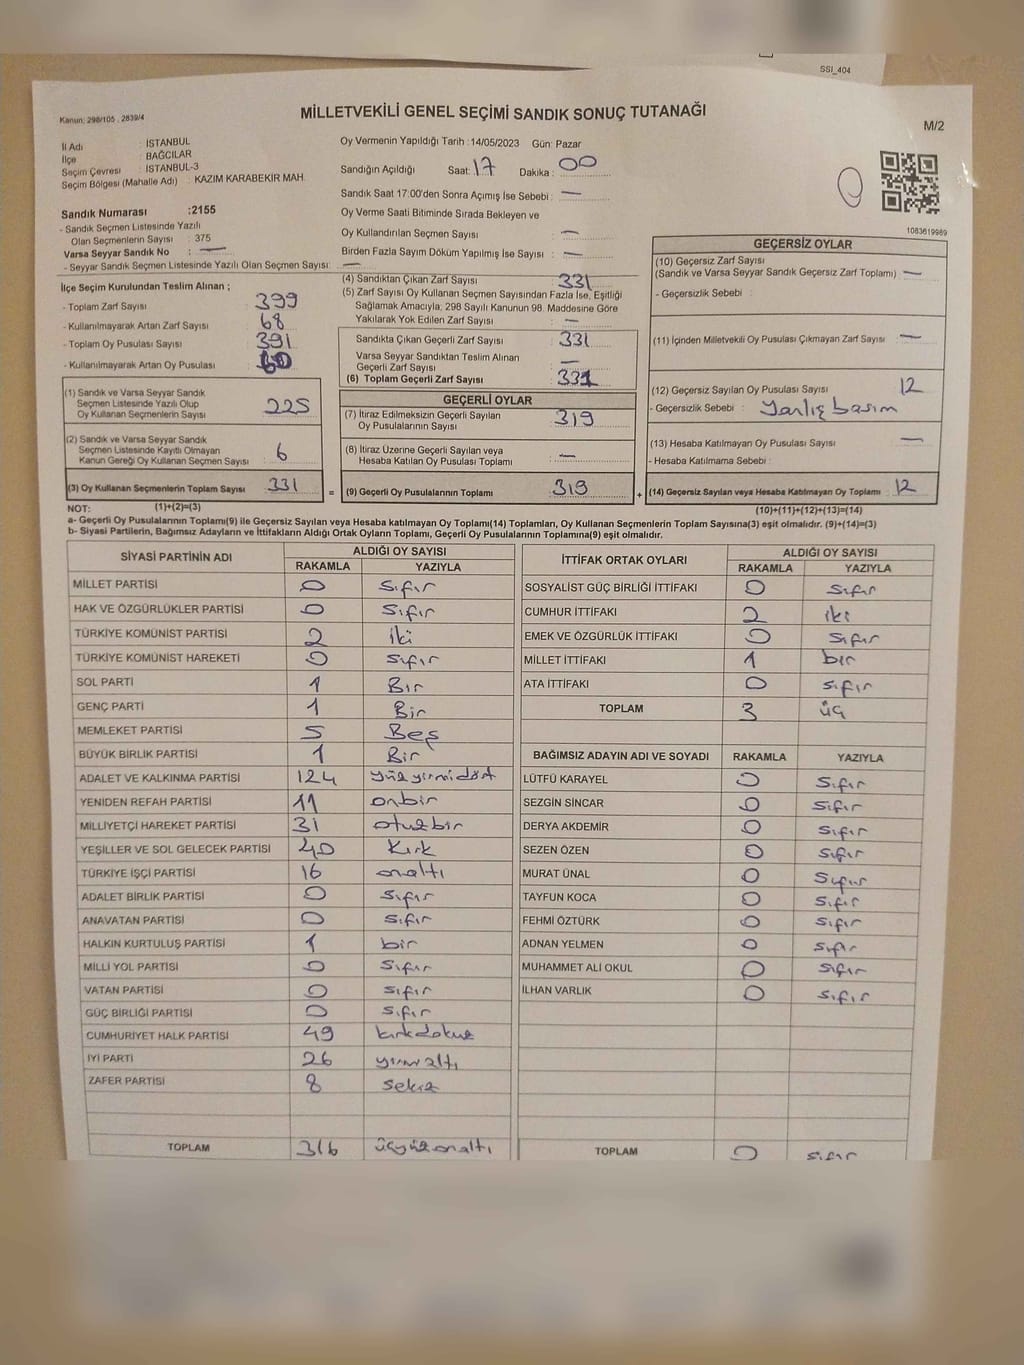 SSI_404
Kanun; 298/105 , 2839/4
MİLLETVEKİLİ GENEL SEÇİMİ SANDIK SONUÇ TUTANAĞI
M/2
İl Adı : İSTANBUL
İlçe : BAĞCILAR
Seçim Çevresi : İSTANBUL-3
Seçim Bölgesi (Mahalle Adı) : KAZIM KARABEKİR MAH.
Sandık Numarası :2155
- Sandık Seçmen Listesinde Yazılı
Olan Seçmenlerin Sayısı : 375
Varsa Seyyar Sandık No : —
- Seyyar Sandık Seçmen Listesinde Yazılı Olan Seçmen Sayısı: —
Oy Vermenin Yapıldığı Tarih :14/05/2023 Gün: Pazar
Sandığın Açıldığı Saat: 17 Dakika : 00
Sandık Saat 17:00'den Sonra Açımış İse Sebebi : —
Oy Verme Saati Bitiminde Sırada Bekleyen ve
Oy Kullandırılan Seçmen Sayısı : —
Birden Fazla Sayım Döküm Yapılmış İse Sayısı : —
1083619989
İlçe Seçim Kurulundan Teslim Alınan ;
- Toplam Zarf Sayısı : 399
- Kullanılmayarak Artan Zarf Sayısı : 68
- Toplam Oy Pusulası Sayısı : 391
- Kullanılmayarak Artan Oy Pusulası : 60
(1) Sandık ve Varsa Seyyar Sandık
Seçmen Listesinde Yazılı Olup
Oy Kullanan Seçmenlerin Sayısı : 225
(2) Sandık ve Varsa Seyyar Sandık
Seçmen Listesinde Kayıtlı Olmayan
Kanun Gereği Oy Kullanan Seçmen Sayısı : 6
(3) Oy Kullanan Seçmenlerin Toplam Sayısı : 331
(4) Sandıktan Çıkan Zarf Sayısı : 331
(5) Zarf Sayısı Oy Kullanan Seçmen Sayısından Fazla İse, Eşitliği
Sağlamak Amacıyla, 298 Sayılı Kanunun 98. Maddesine Göre
Yakılarak Yok Edilen Zarf Sayısı : —
Sandıkta Çıkan Geçerli Zarf Sayısı : 331
Varsa Seyyar Sandıktan Teslim Alınan
Geçerli Zarf Sayısı : —
(6) Toplam Geçerli Zarf Sayısı : 331
GEÇERLİ OYLAR
(7) İtiraz Edilmeksizin Geçerli Sayılan
Oy Pusulalarının Sayısı : 319
(8) İtiraz Üzerine Geçerli Sayılan veya
Hesaba Katılan Oy Pusulası Toplamı : —
= (9) Geçerli Oy Pusulalarının Toplamı : 319
GEÇERSİZ OYLAR
(10) Geçersiz Zarf Sayısı
(Sandık ve Varsa Seyyar Sandık Geçersiz Zarf Toplamı) : —
- Geçersizlik Sebebi :
(11) İçinden Milletvekili Oy Pusulası Çıkmayan Zarf Sayısı : —
(12) Geçersiz Sayılan Oy Pusulası Sayısı : 12
- Geçersizlik Sebebi : Yanlış basım
(13) Hesaba Katılmayan Oy Pusulası Sayısı : —
- Hesaba Katılmama Sebebi :
+ (14) Geçersiz Sayılan veya Hesaba Katılmayan Oy Toplamı : 12
NOT: (1)+(2)=(3) (10)+(11)+(12)+(13)=(14)
a- Geçerli Oy Pusulalarının Toplamı(9) ile Geçersiz Sayılan veya Hesaba katılmayan Oy Toplamı(14) Toplamları, Oy Kullanan Seçmenlerin Toplam Sayısına(3) eşit olmalıdır. (9)+(14)=(3)
b- Siyasi Partilerin, Bağımsız Adayların ve İttifakların Aldığı Ortak Oyların Toplamı, Geçerli Oy Pusulalarının Toplamına(9) eşit olmalıdır.
SİYASİ PARTİNİN ADI ALDIĞI OY SAYISI
RAKAMLA YAZIYLA
MİLLET PARTİSİ 0 sıfır
HAK VE ÖZGÜRLÜKLER PARTİSİ 0 sıfır
TÜRKİYE KOMÜNİST PARTİSİ 2 iki
TÜRKİYE KOMÜNİST HAREKETİ 0 sıfır
SOL PARTİ 1 Bir
GENÇ PARTİ 1 Bir
MEMLEKET PARTİSİ 5 Beş
BÜYÜK BİRLİK PARTİSİ 1 Bir
ADALET VE KALKINMA PARTİSİ 124 yüzyirmidört
YENİDEN REFAH PARTİSİ 11 onbir
MİLLİYETÇİ HAREKET PARTİSİ 31 otuzbir
YEŞİLLER VE SOL GELECEK PARTİSİ 40 Kırk
TÜRKİYE İŞÇİ PARTİSİ 16 onaltı
ADALET BİRLİK PARTİSİ 0 sıfır
ANAVATAN PARTİSİ 0 sıfır
HALKIN KURTULUŞ PARTİSİ 1 bir
MİLLİ YOL PARTİSİ 0 sıfır
VATAN PARTİSİ 0 sıfır
GÜÇ BİRLİĞİ PARTİSİ 0 sıfır
CUMHURİYET HALK PARTİSİ 49 kırkdokuz
İYİ PARTİ 26 yirmialtı
ZAFER PARTİSİ 8 sekiz
TOPLAM 316 üçyüzonaltı
İTTİFAK ORTAK OYLARI ALDIĞI OY SAYISI
RAKAMLA YAZIYLA
SOSYALİST GÜÇ BİRLİĞİ İTTİFAKI 0 sıfır
CUMHUR İTTİFAKI 2 iki
EMEK VE ÖZGÜRLÜK İTTİFAKI 0 sıfır
MİLLET İTTİFAKI 1 bir
ATA İTTİFAKI 0 sıfır
TOPLAM 3 üç
BAĞIMSIZ ADAYIN ADI VE SOYADI RAKAMLA YAZIYLA
LÜTFÜ KARAYEL 0 sıfır
SEZGİN SİNCAR 0 sıfır
DERYA AKDEMİR 0 sıfır
SEZEN ÖZEN 0 sıfır
MURAT ÜNAL 0 sıfır
TAYFUN KOCA 0 sıfır
FEHMİ ÖZTÜRK 0 sıfır
ADNAN YELMEN 0 sıfır
MUHAMMET ALİ OKUL 0 sıfır
İLHAN VARLIK 0 sıfır
TOPLAM 0 sıfır